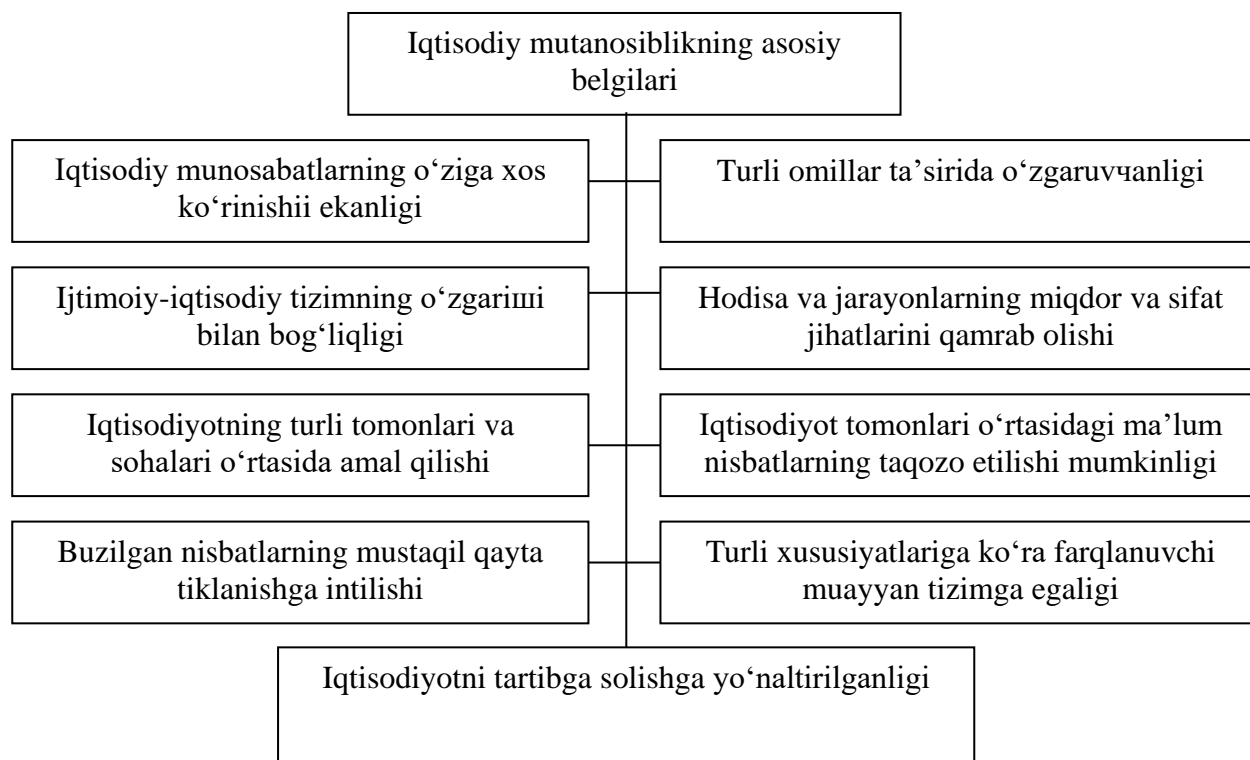 Iqtisodiy mutanosiblikning asosiy
belgilari
Iqtisodiy munosabatlarning o‘ziga xos
ko‘rinishii ekanligi
Turli omillar ta’sirida o‘zgaruvчanligi
Ijtimoiy-iqtisodiy tizimning o‘zgariшi
bilan bog‘liqligi
Hodisa va jarayonlarning miqdor va sifat
jihatlarini qamrab olishi
Iqtisodiyotning turli tomonlari va
sohalari o‘rtasida amal qilishi
Iqtisodiyot tomonlari o‘rtasidagi ma’lum
nisbatlarning taqozo etilishi mumkinligi
Buzilgan nisbatlarning mustaqil qayta
tiklanishga intilishi
Turli xususiyatlariga ko‘ra farqlanuvchi
muayyan tizimga egaligi
Iqtisodiyotni tartibga solishga yo‘naltirilganligi